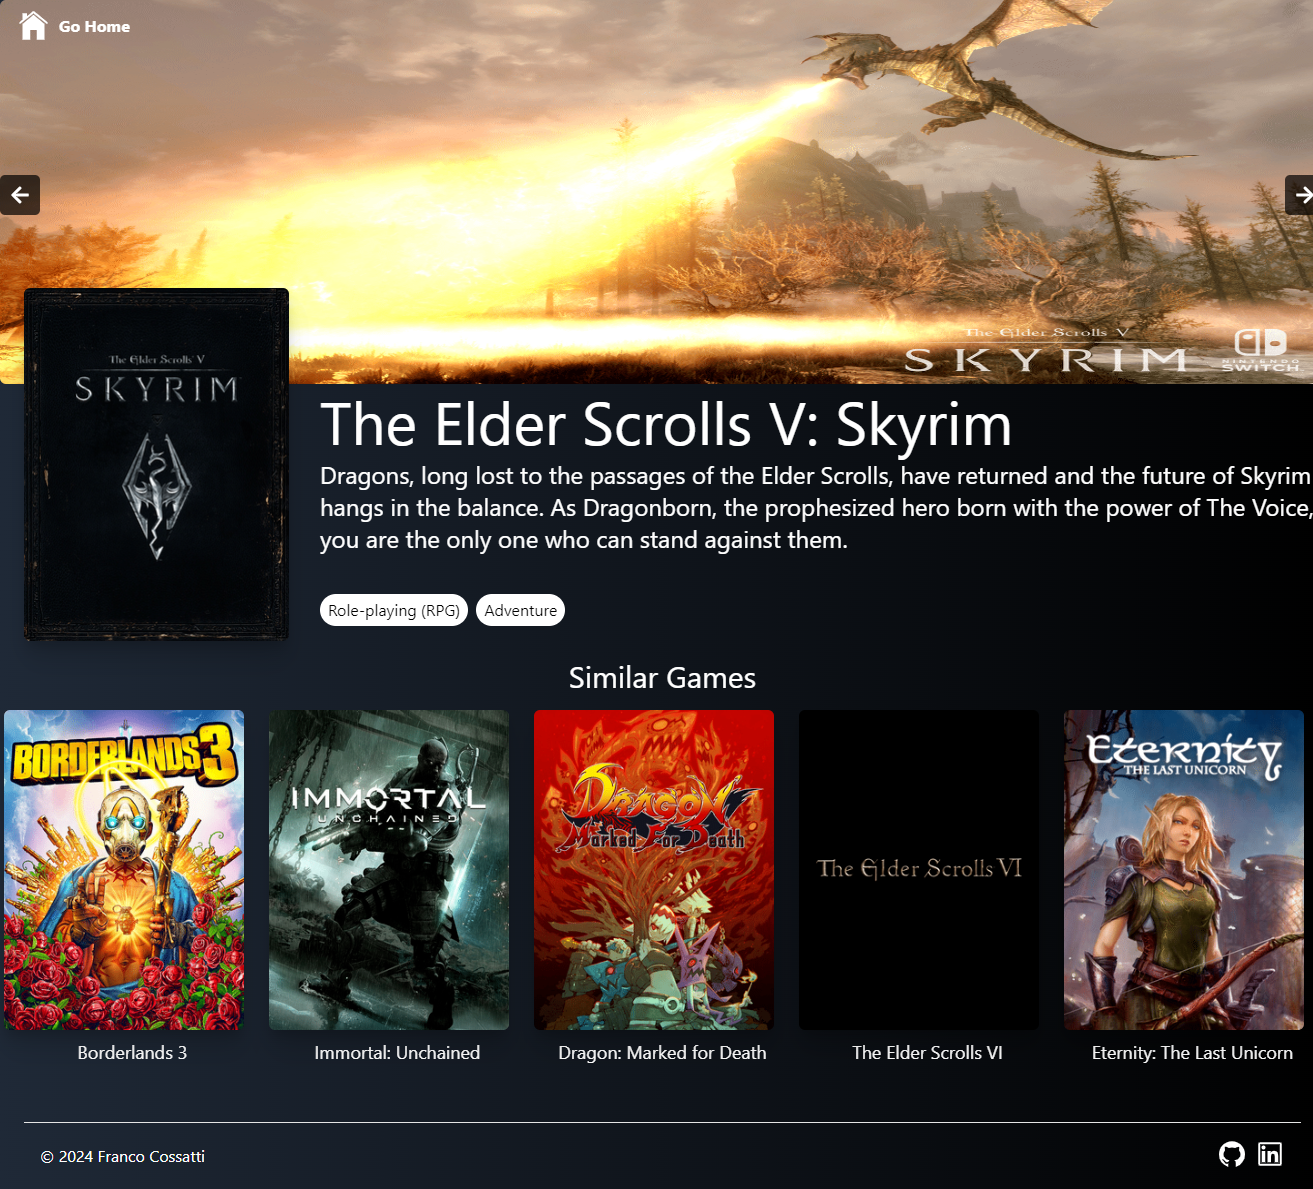 Go Home
The Elder Scrolls V
SKYRIM
NINTENDO
SWITCH
The Elder Scrolls V
SKYRIM
The Elder Scrolls V: Skyrim
Dragons, long lost to the passages of the Elder Scrolls, have returned and the future of Skyrim
hangs in the balance. As Dragonborn, the prophesized hero born with the power of The Voice,
you are the only one who can stand against them.
Role-playing (RPG)
Adventure
Similar Games
BORDERLANDS 3
IMMORTAL
UNCHAINED
DRAGON
Marked For Death
The Elder Scrolls VI
Eternity
THE LAST UNICORN
Borderlands 3
Immortal: Unchained
Dragon: Marked for Death
The Elder Scrolls VI
Eternity: The Last Unicorn
© 2024 Franco Cossatti